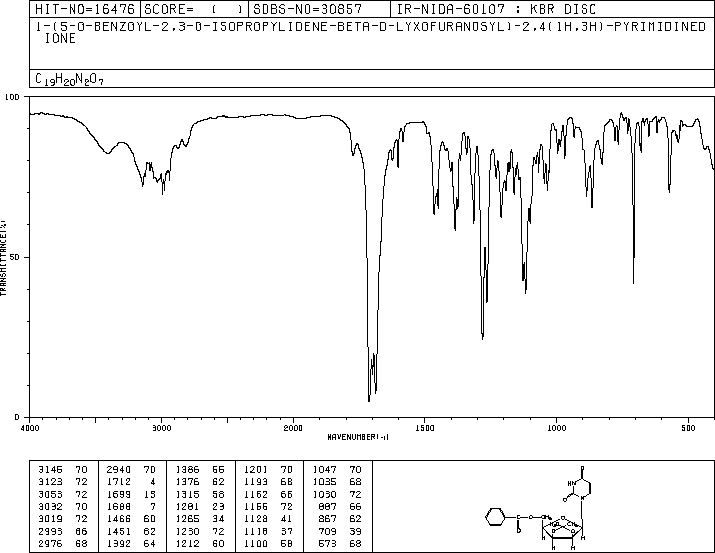 HIT-NO=16476 SCORE= ( ) SDBS-NO=30857 IR-NIDA-60107 : KBR DISC
1-(5-O-BENZOYL-2,3-O-ISOPROPYLIDENE-BETA-D-LYXOFURANOSYL)-2,4(1H,3H)-PYRIMIDINED
IONE
C19H20N2O7
100
TRANSMITTANCE(%)
50
0
4000 3000 2000 1500 1000 500
WAVENUMBER(-1)
3146 70 2940 70 1386 66 1201 70 1047 70
3123 72 1712 4 1376 62 1193 68 1035 68
3053 72 1699 13 1315 58 1162 66 1030 72
3032 70 1688 7 1281 23 1156 72 887 66
3019 72 1466 60 1265 34 1128 41 867 62
2993 66 1451 62 1230 72 1118 37 709 39
2976 68 1392 64 1212 60 1100 58 573 68
O
HN
O N
C O CH2
O